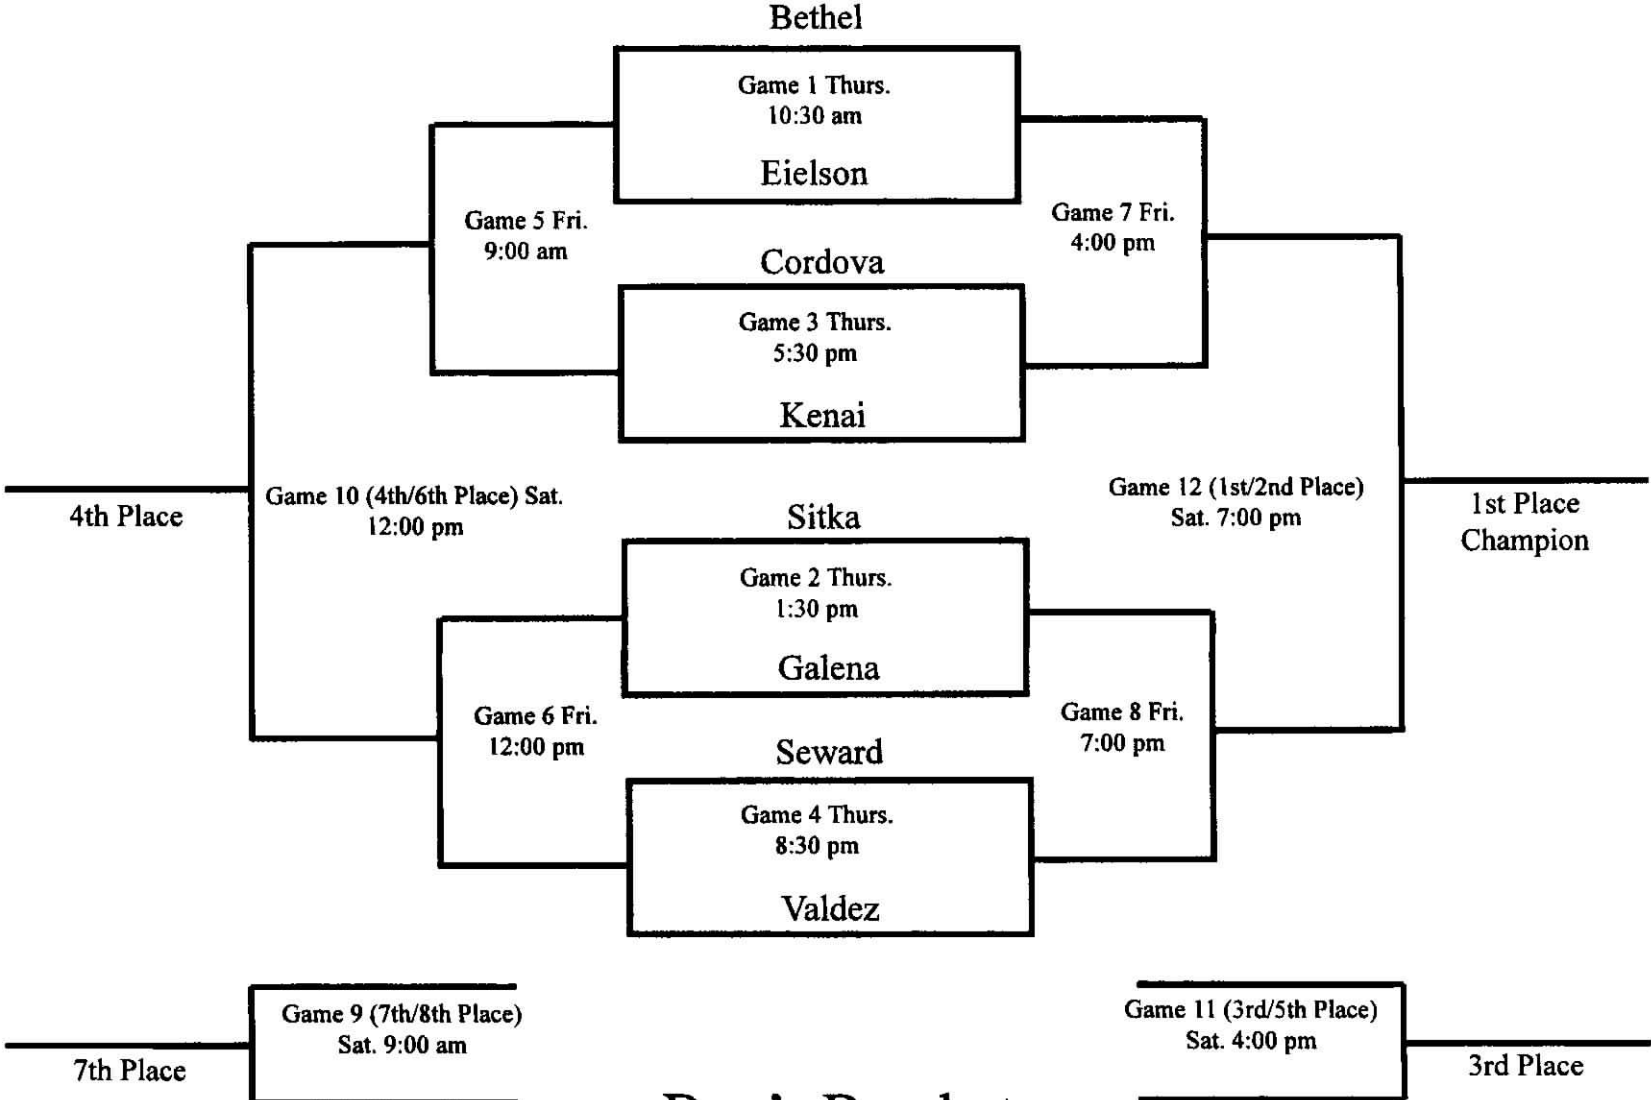 Bethel
Game 1 Thurs.
10:30 am
Eielson
Game 5 Fri.
9:00 am
Game 7 Fri.
4:00 pm
Cordova
Game 3 Thurs.
5:30 pm
Kenai
4th Place
Game 10 (4th/6th Place) Sat.
12:00 pm
Game 12 (1st/2nd Place)
Sat. 7:00 pm
1st Place
Champion
Sitka
Game 2 Thurs.
1:30 pm
Galena
Game 6 Fri.
12:00 pm
Game 8 Fri.
7:00 pm
Seward
Game 4 Thurs.
8:30 pm
Valdez
Game 9 (7th/8th Place)
Sat. 9:00 am
7th Place
Game 11 (3rd/5th Place)
Sat. 4:00 pm
3rd Place